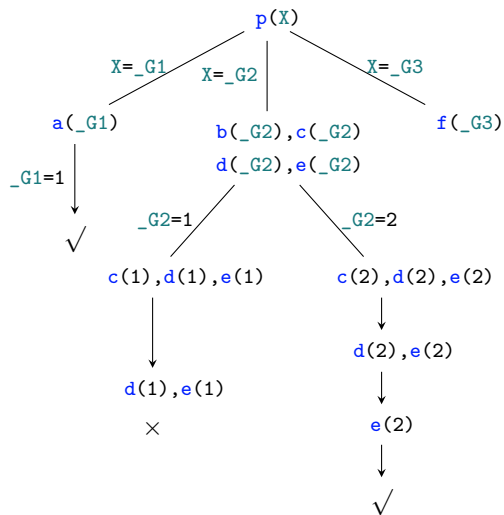 p(X)
X=_G1 X=_G2 X=_G3
a(_G1) b(_G2),c(_G2) f(_G3)
d(_G2),e(_G2)
_G1=1
√
_G2=1 _G2=2
c(1),d(1),e(1) c(2),d(2),e(2)
d(2),e(2)
d(1),e(1)
×
e(2)
√